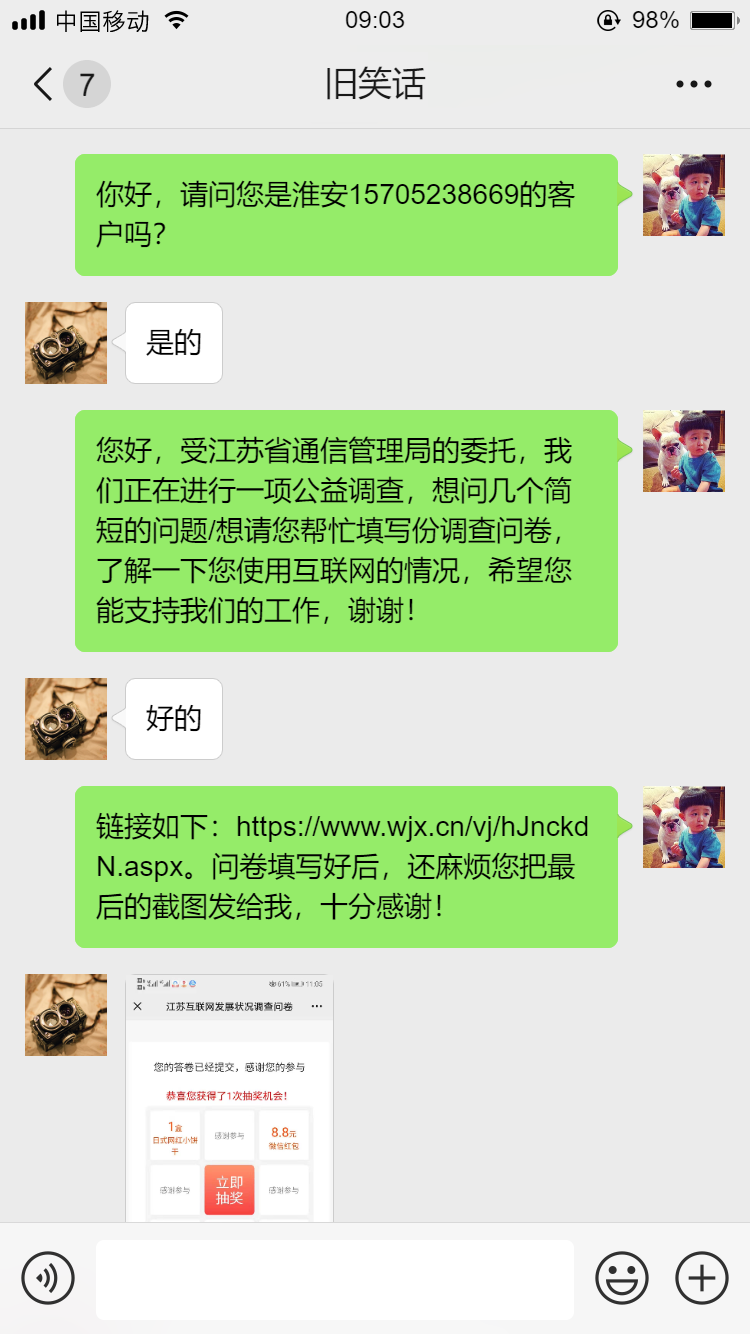 中国移动
09:03
98%
7
旧笑话
你好，请问您是淮安15705238669的客
户吗？
是的
您好，受江苏省通信管理局的委托，我
们正在进行一项公益调查，想问几个简
短的问题/想请您帮忙填写份调查问卷，
了解一下您使用互联网的情况，希望您
能支持我们的工作，谢谢！
好的
链接如下：https://www.wjx.cn/vj/hJnckd
N.aspx。问卷填写好后，还麻烦您把最
后的截图发给我，十分感谢！
61% 11:05
江苏互联网发展状况调查问卷
您的答卷已经提交，感谢您的参与
恭喜您获得了1次抽奖机会！
1盒
日式网红小饼
干
感谢参与
8.8元
微信红包
感谢参与
立即
抽奖
感谢参与